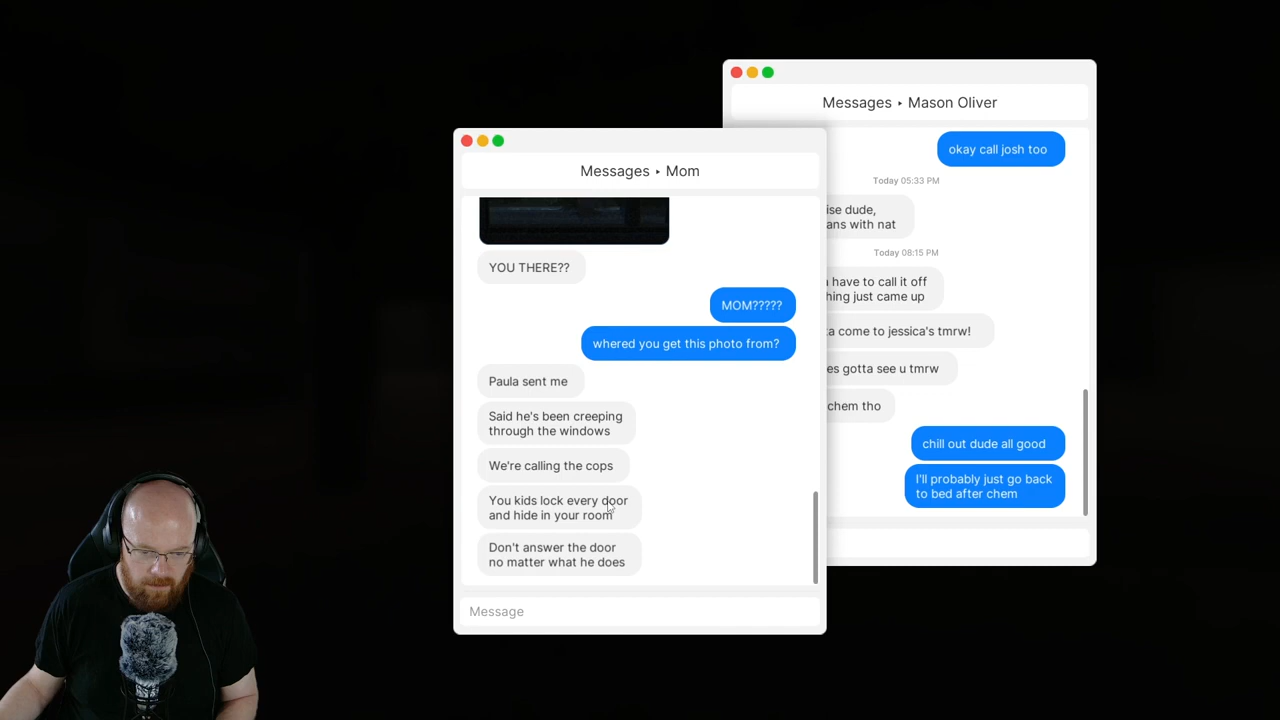 Messages ‣ Mason Oliver
okay call josh too
Today 05:33 PM
ise dude,
ans with nat
Today 08:15 PM
have to call it off
hing just came up
a come to jessica's tmrw!
es gotta see u tmrw
chem tho
chill out dude all good
I'll probably just go back
to bed after chem
Messages ‣ Mom
YOU THERE??
MOM?????
whered you get this photo from?
Paula sent me
Said he's been creeping
through the windows
We're calling the cops
You kids lock every door
and hide in your room
Don't answer the door
no matter what he does
Message